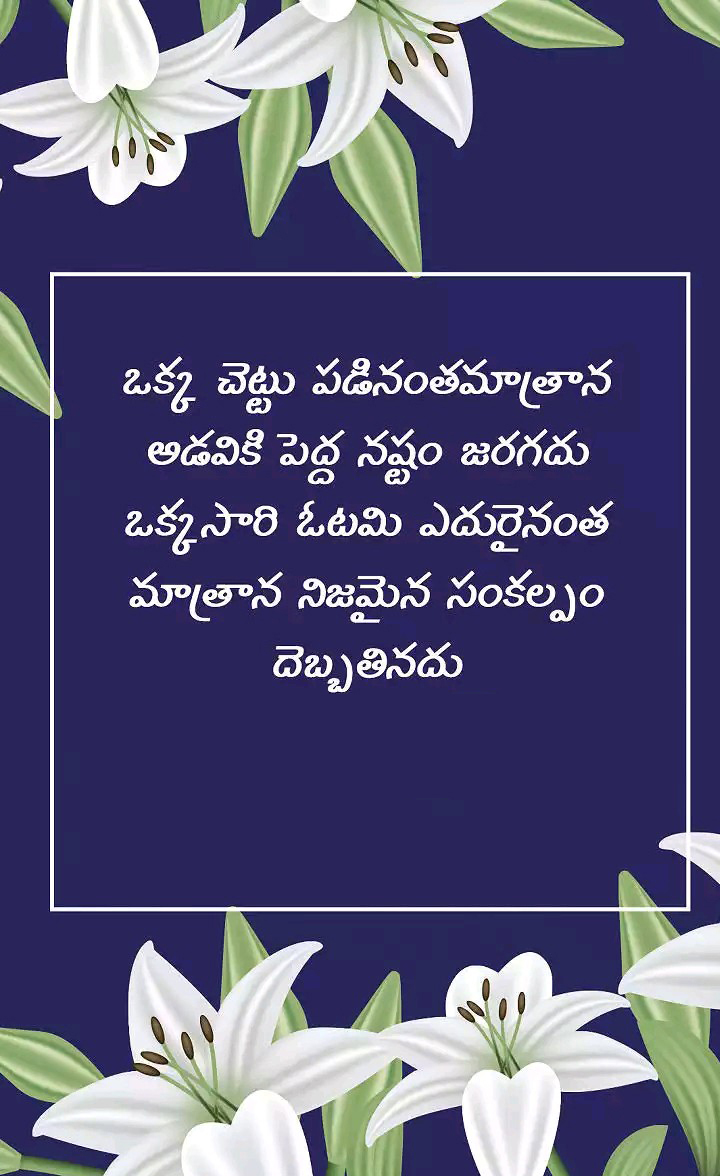 ఒక్క చెట్టు పడినంతమాత్రాన
అడవికి పెద్ద నష్టం జరగదు
ఒక్కసారి ఓటమి ఎదురైనంత
మాత్రాన నిజమైన సంకల్పం
దెబ్బతినదు